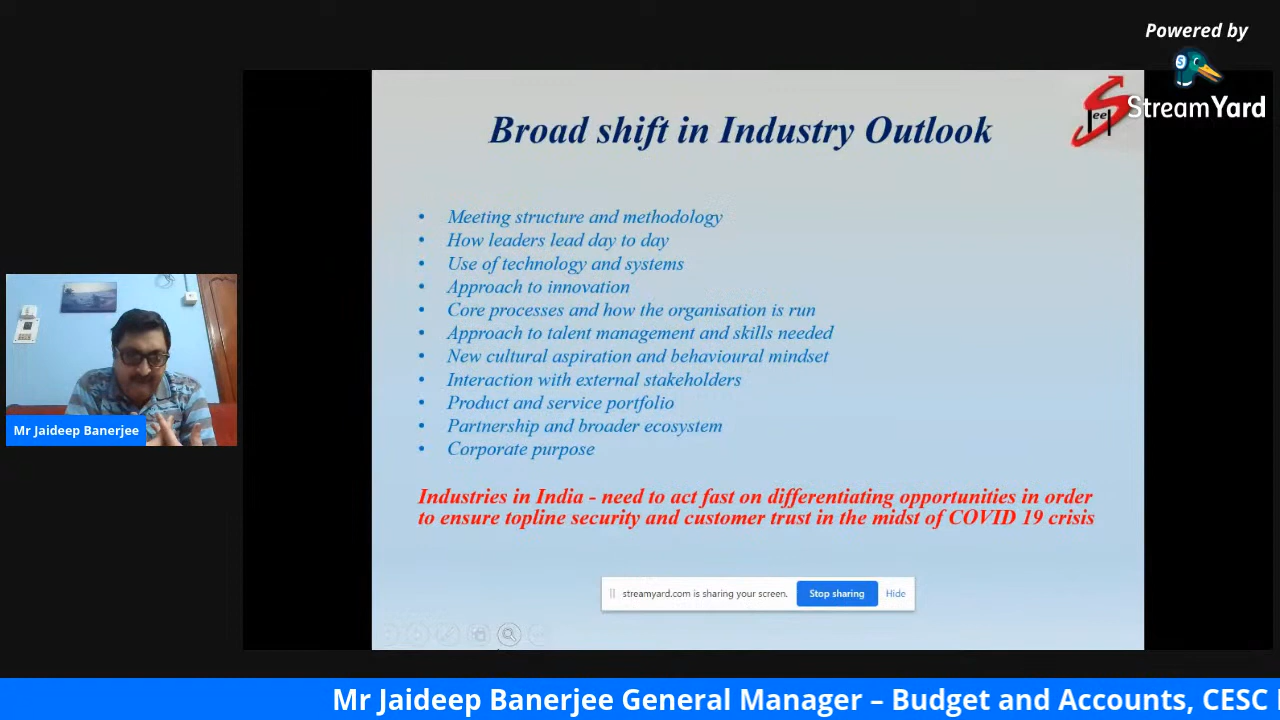 Powered by
StreamYard
Broad shift in Industry Outlook
• Meeting structure and methodology
• How leaders lead day to day
• Use of technology and systems
• Approach to innovation
• Core processes and how the organisation is run
• Approach to talent management and skills needed
• New cultural aspiration and behavioural mindset
• Interaction with external stakeholders
• Product and service portfolio
• Partnership and broader ecosystem
• Corporate purpose
Industries in India - need to act fast on differentiating opportunities in order
to ensure topline security and customer trust in the midst of COVID 19 crisis
streamyard.com is sharing your screen. Stop sharing Hide
Mr Jaideep Banerjee
Mr Jaideep Banerjee General Manager – Budget and Accounts, CESC